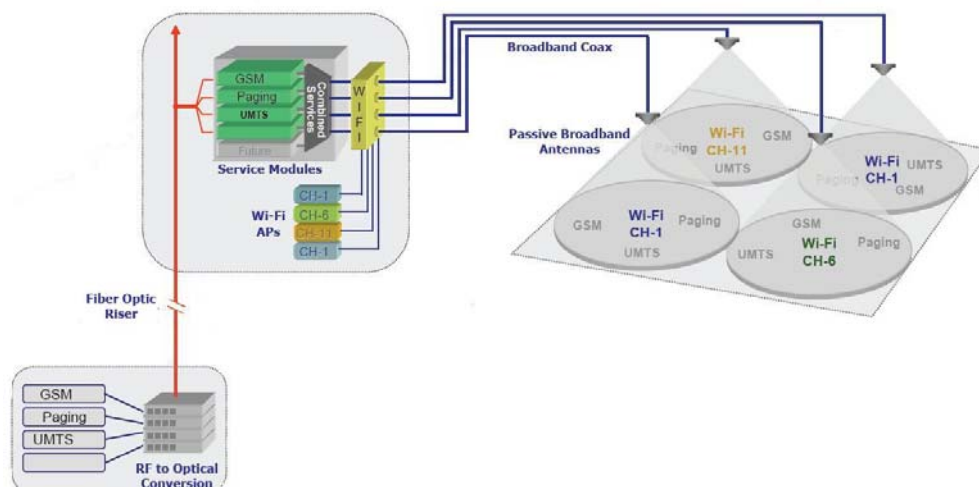 GSM
Paging
UMTS
Future
Combined
Services
WIFI
Service Modules
CH-1
CH-6
CH-11
CH-1
Wi-Fi
APs
Broadband Coax
Passive Broadband
Antennas
Wi-Fi
CH-11
Paging
GSM
UMTS
Wi-Fi
CH-1
Paging
UMTS
GSM
Wi-Fi
CH-1
GSM
Paging
UMTS
Wi-Fi
CH-6
GSM
UMTS
Paging
Fiber Optic
Riser
GSM
Paging
UMTS
RF to Optical
Conversion